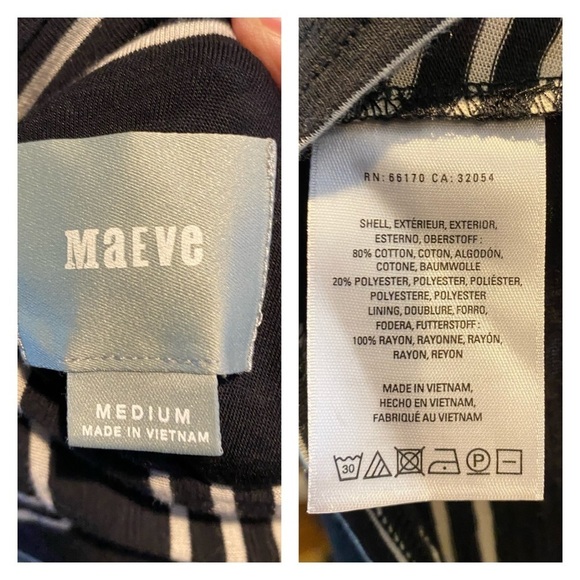 MAEVE
MEDIUM
MADE IN VIETNAM
RN: 66170 CA: 32054
SHELL, EXTÉRIEUR, EXTERIOR,
ESTERNO, OBERSTOFF :
80% COTTON, COTON, ALGODÓN,
COTONE, BAUMWOLLE
20% POLYESTER, POLYESTER, POLIÉSTER,
POLYESTERE, POLYESTER
LINING, DOUBLURE, FORRO,
FODERA, FUTTERSTOFF :
100% RAYON, RAYONNE, RAYÓN,
RAYON, REYON
MADE IN VIETNAM,
HECHO EN VIETNAM,
FABRIQUÉ AU VIETNAM
30 P